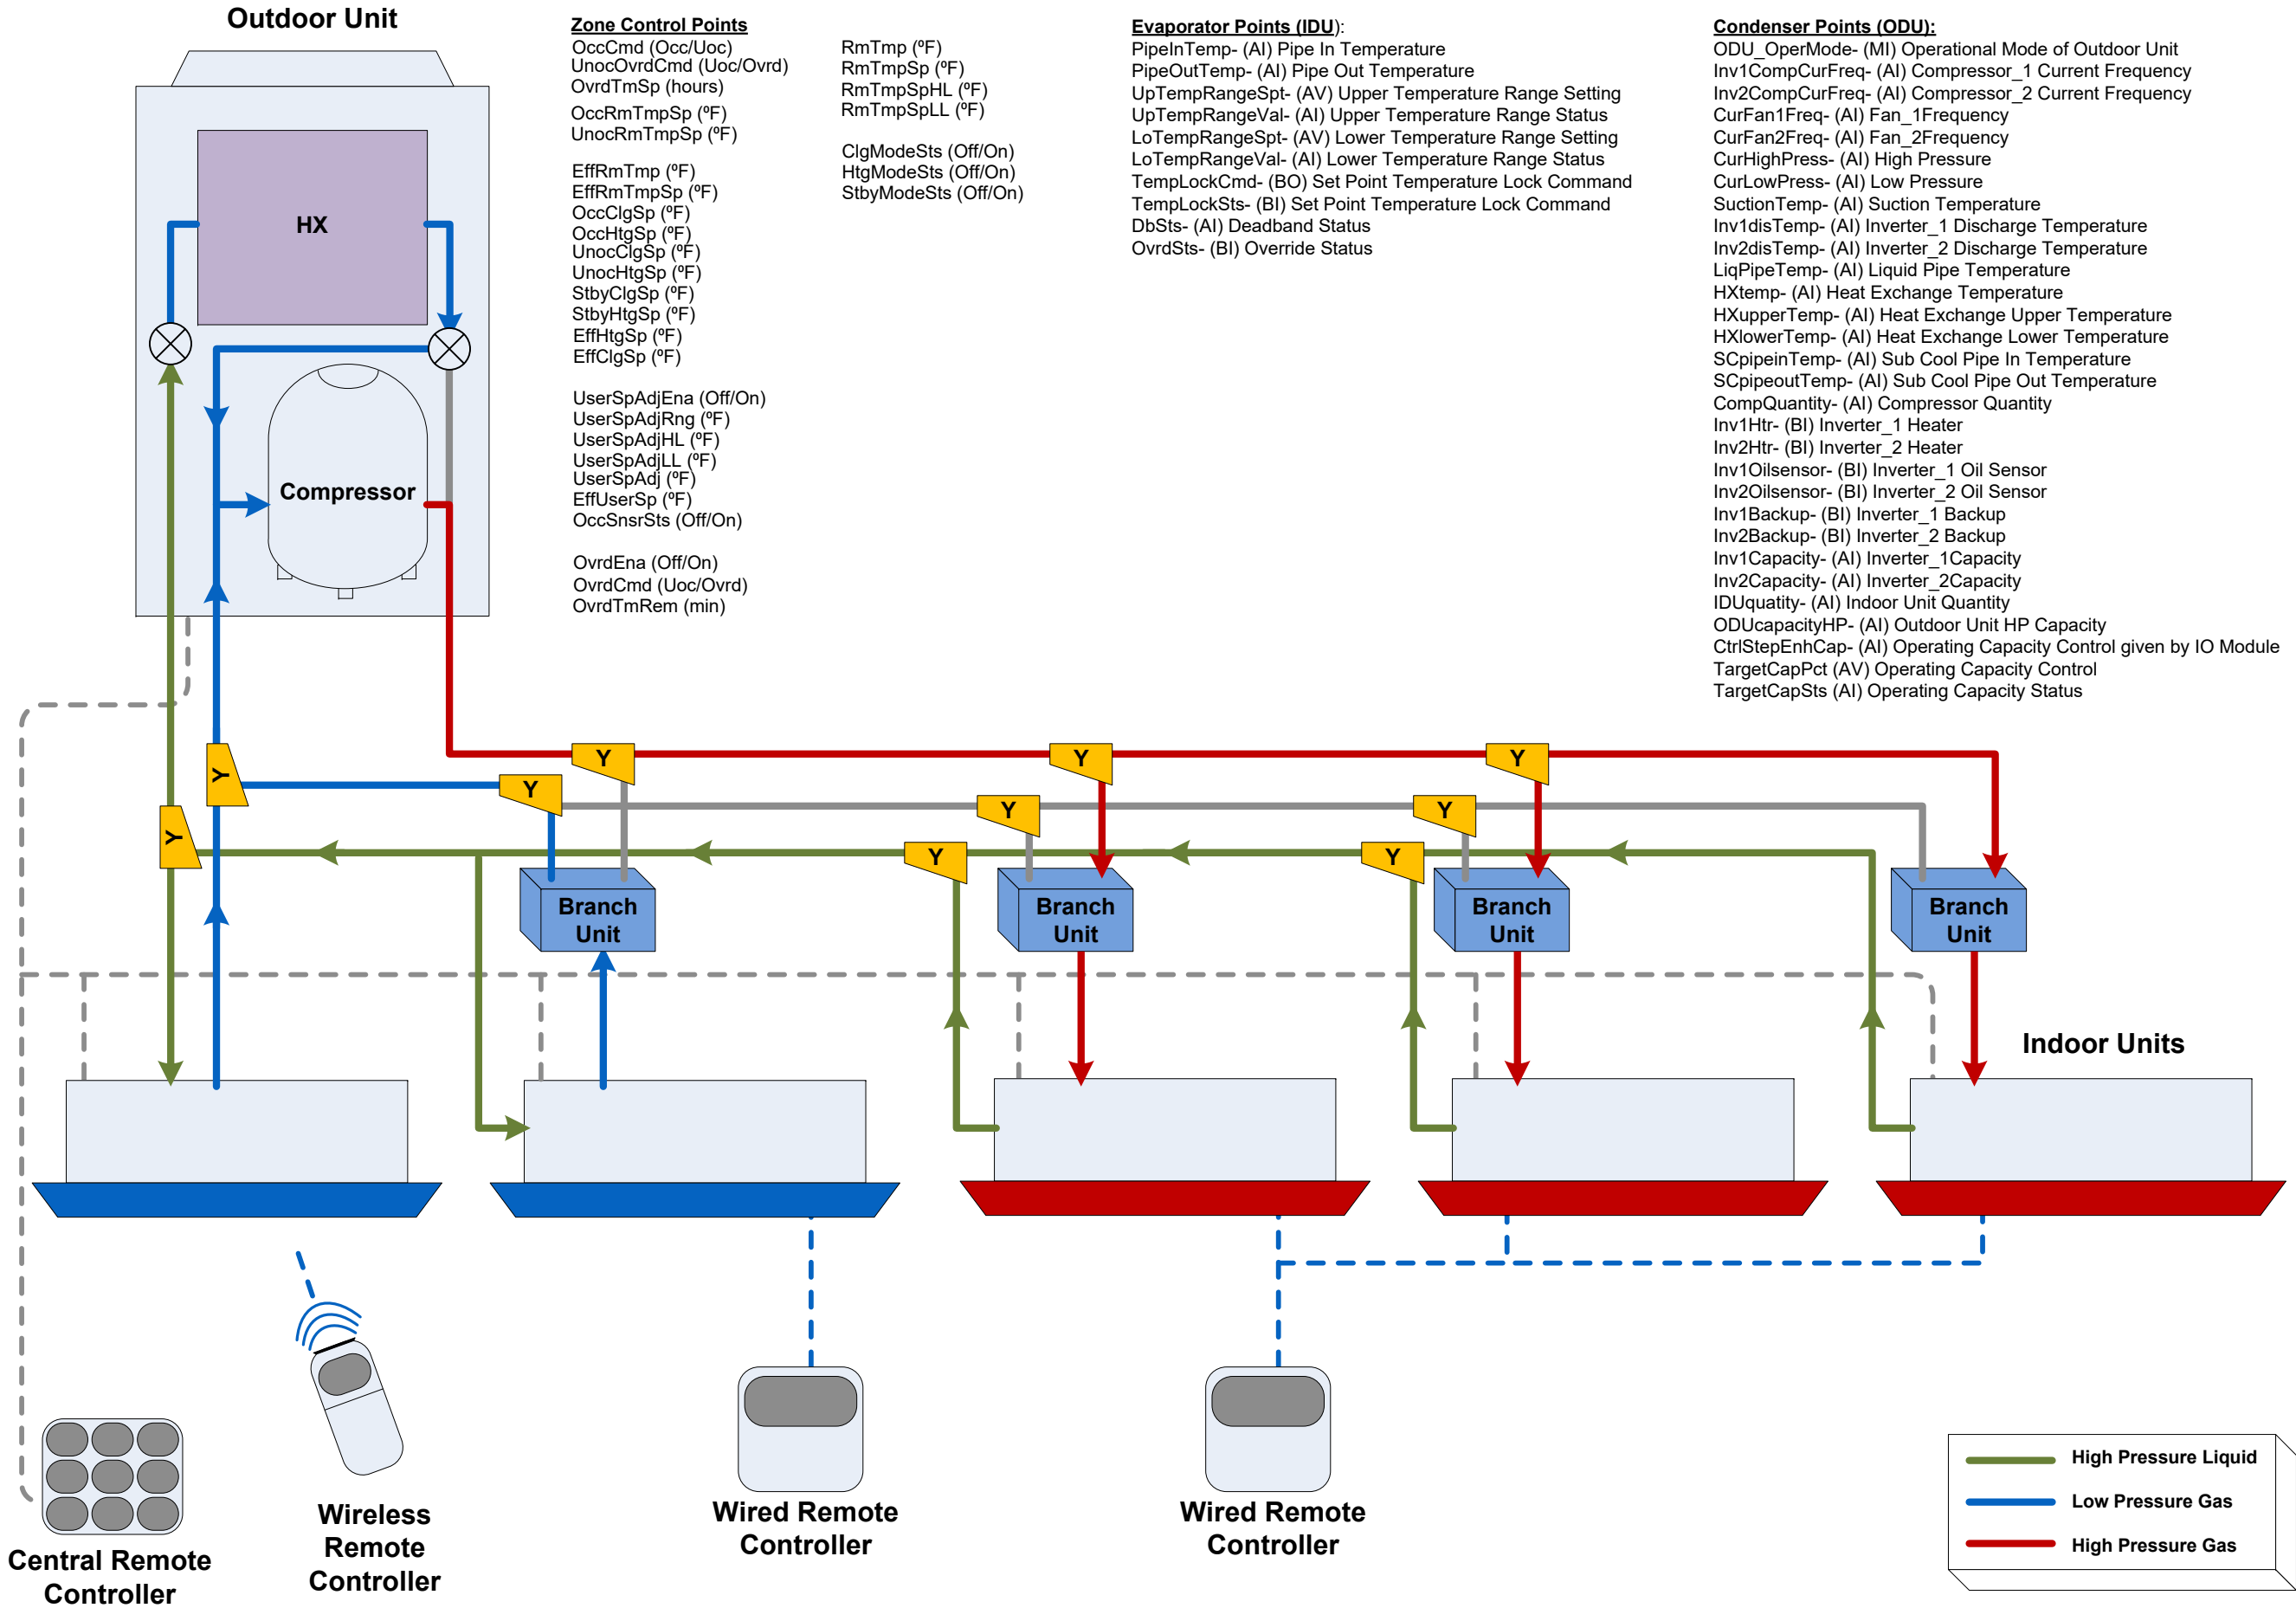 Outdoor Unit
HX
Compressor
Zone Control Points
OccCmd (Occ/Uoc)
UnocOvrdCmd (Uoc/Ovrd)
OvrdTmSp (hours)
OccRmTmpSp (ºF)
UnocRmTmpSp (ºF)
EffRmTmp (ºF)
EffRmTmpSp (ºF)
OccClgSp (ºF)
OccHtgSp (ºF)
UnocClgSp (ºF)
UnocHtgSp (ºF)
StbyClgSp (ºF)
StbyHtgSp (ºF)
EffHtgSp (ºF)
EffClgSp (ºF)
UserSpAdjEna (Off/On)
UserSpAdjRng (ºF)
UserSpAdjHL (ºF)
UserSpAdjLL (ºF)
UserSpAdj (ºF)
EffUserSp (ºF)
OccSnsrSts (Off/On)
OvrdEna (Off/On)
OvrdCmd (Uoc/Ovrd)
OvrdTmRem (min)
RmTmp (ºF)
RmTmpSp (ºF)
RmTmpSpHL (ºF)
RmTmpSpLL (ºF)
ClgModeSts (Off/On)
HtgModeSts (Off/On)
StbyModeSts (Off/On)
Evaporator Points (IDU):
PipeInTemp- (AI) Pipe In Temperature
PipeOutTemp- (AI) Pipe Out Temperature
UpTempRangeSpt- (AV) Upper Temperature Range Setting
UpTempRangeVal- (AI) Upper Temperature Range Status
LoTempRangeSpt- (AV) Lower Temperature Range Setting
LoTempRangeVal- (AI) Lower Temperature Range Status
TempLockCmd- (BO) Set Point Temperature Lock Command
TempLockSts- (BI) Set Point Temperature Lock Command
DbSts- (AI) Deadband Status
OvrdSts- (BI) Override Status
Condenser Points (ODU):
ODU_OperMode- (MI) Operational Mode of Outdoor Unit
Inv1CompCurFreq- (AI) Compressor_1 Current Frequency
Inv2CompCurFreq- (AI) Compressor_2 Current Frequency
CurFan1Freq- (AI) Fan_1Frequency
CurFan2Freq- (AI) Fan_2Frequency
CurHighPress- (AI) High Pressure
CurLowPress- (AI) Low Pressure
SuctionTemp- (AI) Suction Temperature
Inv1disTemp- (AI) Inverter_1 Discharge Temperature
Inv2disTemp- (AI) Inverter_2 Discharge Temperature
LiqPipeTemp- (AI) Liquid Pipe Temperature
HXtemp- (AI) Heat Exchange Temperature
HXupperTemp- (AI) Heat Exchange Upper Temperature
HXlowerTemp- (AI) Heat Exchange Lower Temperature
SCpipeinTemp- (AI) Sub Cool Pipe In Temperature
SCpipeoutTemp- (AI) Sub Cool Pipe Out Temperature
CompQuantity- (AI) Compressor Quantity
Inv1Htr- (BI) Inverter_1 Heater
Inv2Htr- (BI) Inverter_2 Heater
Inv1Oilsensor- (BI) Inverter_1 Oil Sensor
Inv2Oilsensor- (BI) Inverter_2 Oil Sensor
Inv1Backup- (BI) Inverter_1 Backup
Inv2Backup- (BI) Inverter_2 Backup
Inv1Capacity- (AI) Inverter_1Capacity
Inv2Capacity- (AI) Inverter_2Capacity
IDUquatity- (AI) Indoor Unit Quantity
ODUcapacityHP- (AI) Outdoor Unit HP Capacity
CtrlStepEnhCap- (AI) Operating Capacity Control given by IO Module
TargetCapPct (AV) Operating Capacity Control
TargetCapSts (AI) Operating Capacity Status
Y
Y
Y
Y
Y
Y
Y
Y
Y
Y
Branch
Unit
Branch
Unit
Branch
Unit
Branch
Unit
Indoor Units
Central Remote
Controller
Wireless
Remote
Controller
Wired Remote
Controller
Wired Remote
Controller
High Pressure Liquid
Low Pressure Gas
High Pressure Gas